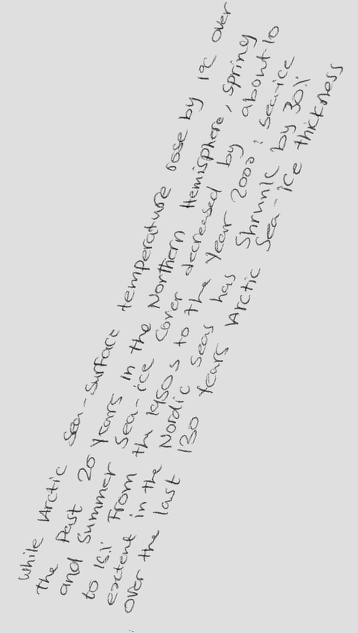 While Arctic Sea-surface temperature rose by 1°C over
the Past 20 years in the Northern Hemisphere, Spring
and Summer Sea-ice Cover decreased by about 10
to 15% From the 1950s to the Year 2000; Sea-ice
extent in the Nordic Seas has Shrunk by 30%
over the last 130 Years Arctic Sea-ice thickness